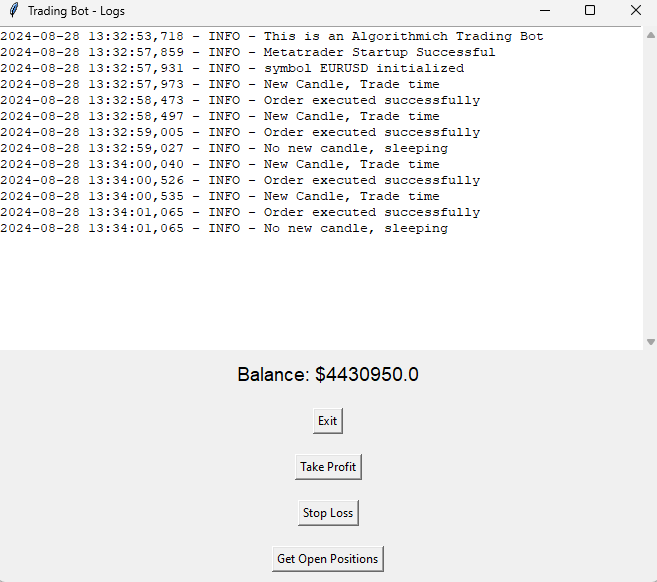 Trading Bot - Logs
2024-08-28 13:32:53,718 - INFO - This is an Algorithmich Trading Bot
2024-08-28 13:32:57,859 - INFO - Metatrader Startup Successful
2024-08-28 13:32:57,931 - INFO - symbol EURUSD initialized
2024-08-28 13:32:57,973 - INFO - New Candle, Trade time
2024-08-28 13:32:58,473 - INFO - Order executed successfully
2024-08-28 13:32:58,497 - INFO - New Candle, Trade time
2024-08-28 13:32:59,005 - INFO - Order executed successfully
2024-08-28 13:32:59,027 - INFO - No new candle, sleeping
2024-08-28 13:34:00,040 - INFO - New Candle, Trade time
2024-08-28 13:34:00,526 - INFO - Order executed successfully
2024-08-28 13:34:00,535 - INFO - New Candle, Trade time
2024-08-28 13:34:01,065 - INFO - Order executed successfully
2024-08-28 13:34:01,065 - INFO - No new candle, sleeping
Balance: $4430950.0
Exit
Take Profit
Stop Loss
Get Open Positions